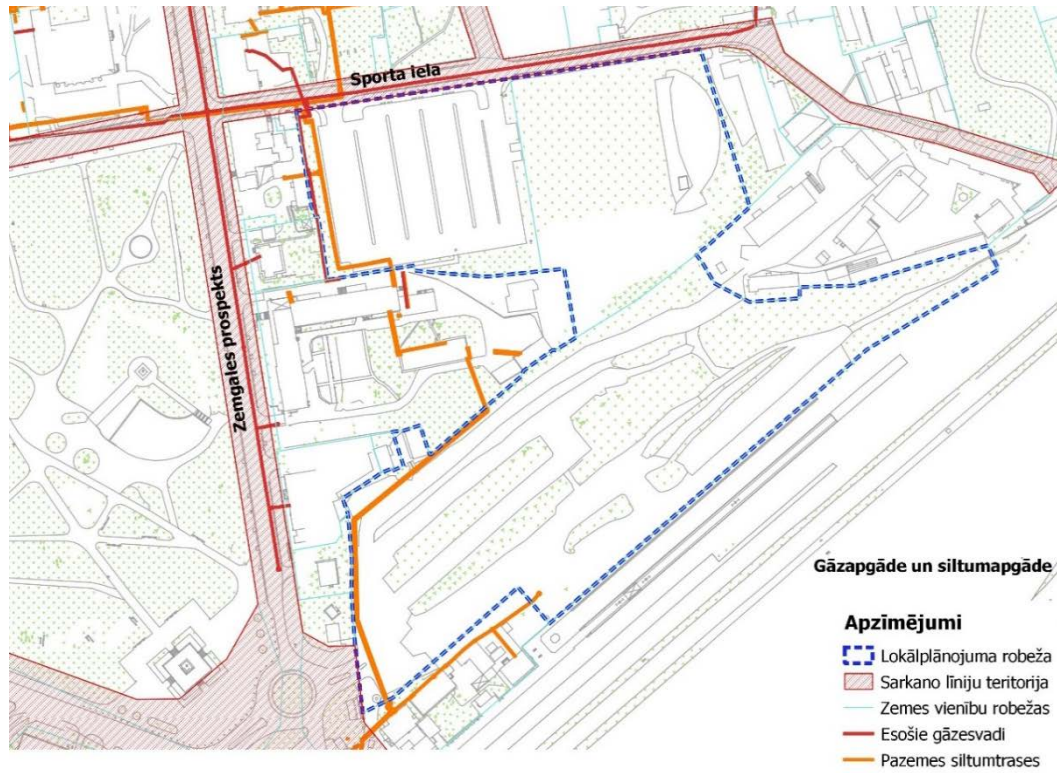 Sporta iela
Zemgales prospekts
Gāzapgāde un siltumapgāde
Apzīmējumi
Lokālplānojuma robeža
Sarkano līniju teritorija
Zemes vienību robežas
Esošie gāzesvadi
Pazemes siltumtrases